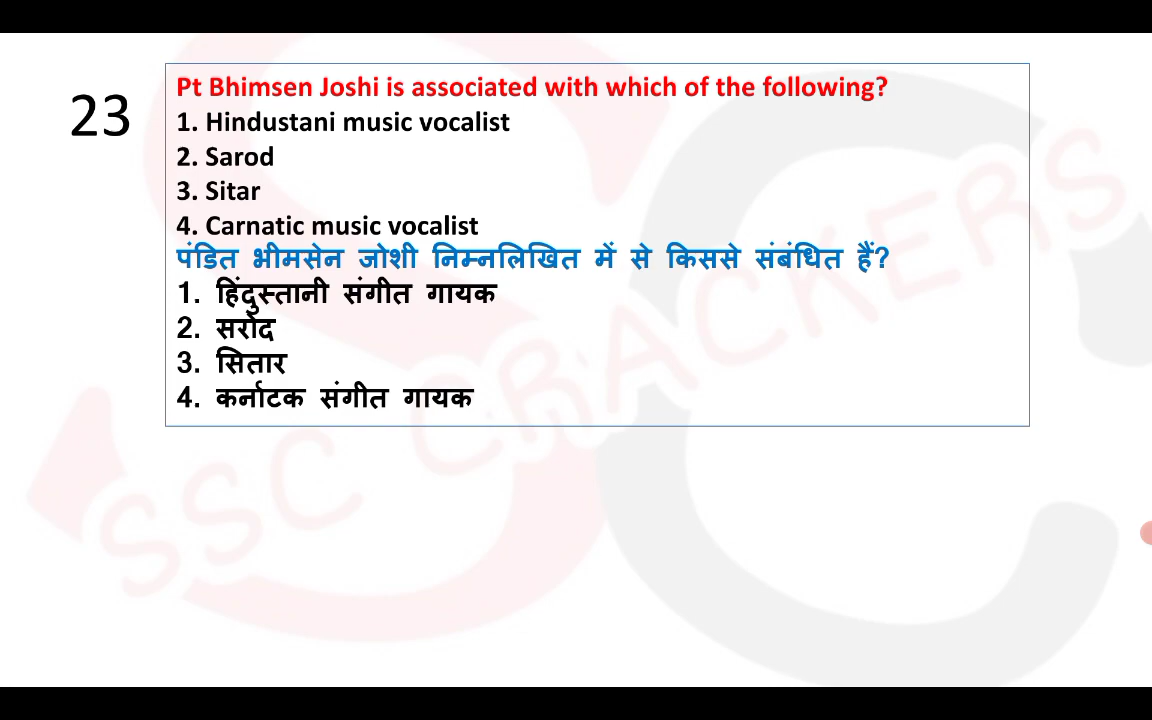 23
Pt Bhimsen Joshi is associated with which of the following?
1. Hindustani music vocalist
2. Sarod
3. Sitar
4. Carnatic music vocalist
पंडित भीमसेन जोशी निम्नलिखित में से किससे संबंधित हैं?
1. हिंदुस्तानी संगीत गायक
2. सरोद
3. सितार
4. कर्नाटक संगीत गायक
SSC CRACKERS